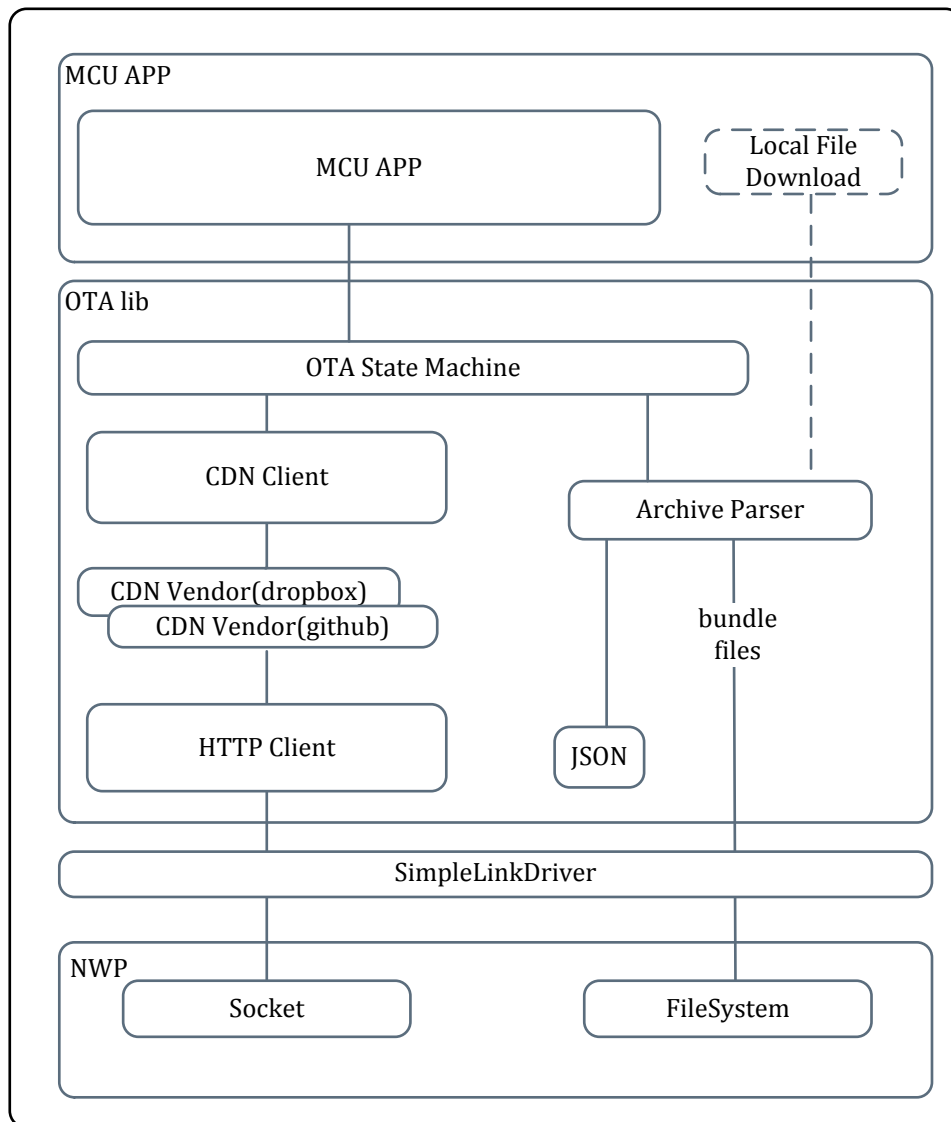 MCU APP
MCU APP
Local File
Download
OTA lib
OTA State Machine
CDN Client
Archive Parser
CDN Vendor(dropbox)
CDN Vendor(github)
bundle
files
HTTP Client
JSON
SimpleLinkDriver
NWP
Socket
FileSystem